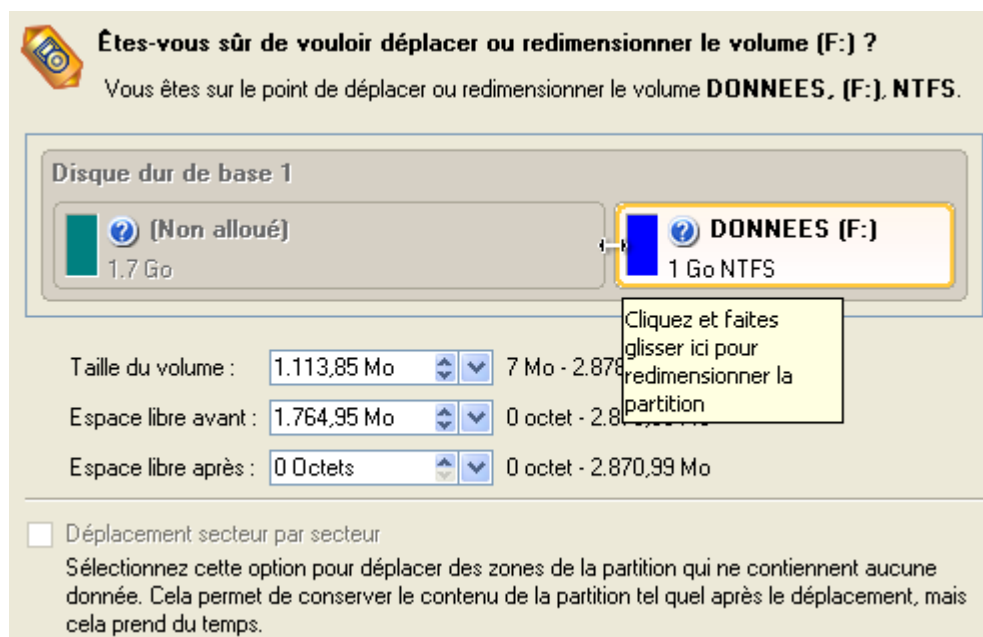 Êtes-vous sûr de vouloir déplacer ou redimensionner le volume (F:) ?
Vous êtes sur le point de déplacer ou redimensionner le volume DONNEES, (F:), NTFS.
Disque dur de base 1
(Non alloué)
1.7 Go
DONNEES (F:)
1 Go NTFS
Cliquez et faites
glisser ici pour
redimensionner la
partition
Taille du volume : 1.113,85 Mo 7 Mo - 2.878
Espace libre avant : 1.764,95 Mo 0 octet - 2.8
Espace libre après : 0 Octets 0 octet - 2.870,99 Mo
Déplacement secteur par secteur
Sélectionnez cette option pour déplacer des zones de la partition qui ne contiennent aucune
donnée. Cela permet de conserver le contenu de la partition tel quel après le déplacement, mais
cela prend du temps.